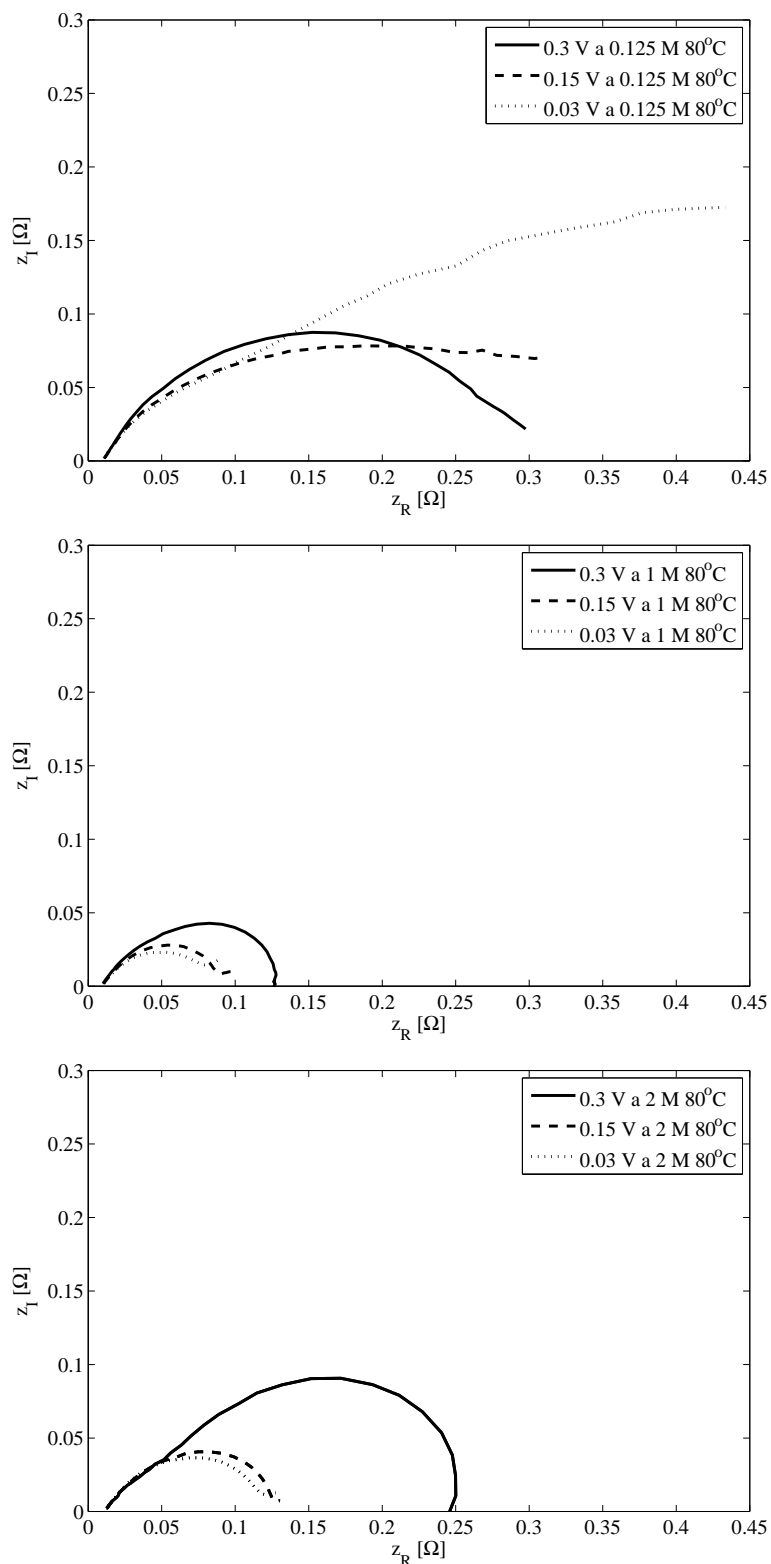 0.3
0.25
0.2
0.15
0.1
0.05
0
z_I [Ω]
0.3 V a 0.125 M 80°C
0.15 V a 0.125 M 80°C
0.03 V a 0.125 M 80°C
0 0.05 0.1 0.15 0.2 0.25 0.3 0.35 0.4 0.45
z_R [Ω]
0.3
0.25
0.2
0.15
0.1
0.05
0
z_I [Ω]
0.3 V a 1 M 80°C
0.15 V a 1 M 80°C
0.03 V a 1 M 80°C
0 0.05 0.1 0.15 0.2 0.25 0.3 0.35 0.4 0.45
z_R [Ω]
0.3
0.25
0.2
0.15
0.1
0.05
0
z_I [Ω]
0.3 V a 2 M 80°C
0.15 V a 2 M 80°C
0.03 V a 2 M 80°C
0 0.05 0.1 0.15 0.2 0.25 0.3 0.35 0.4 0.45
z_R [Ω]